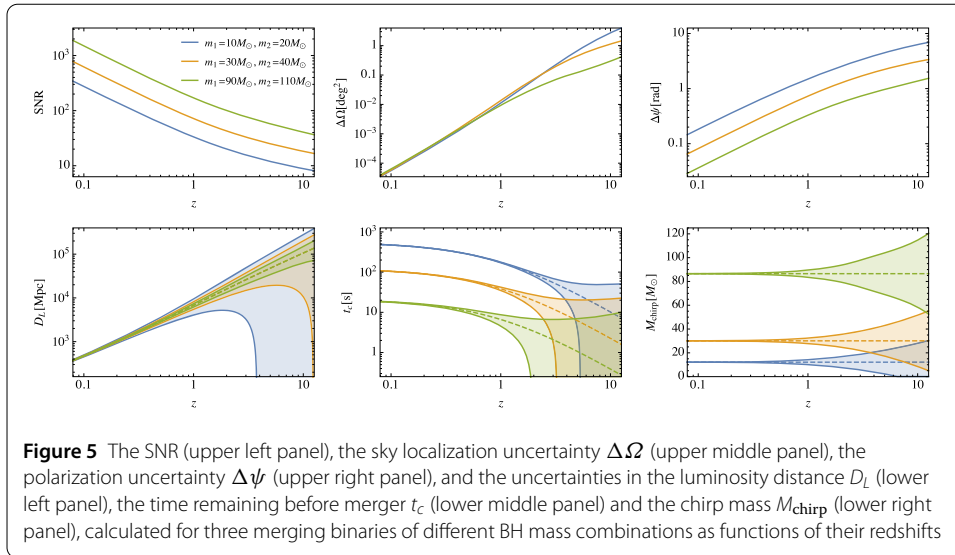 10³
10²
10
SNR
m₁=10M⊙, m₂=20M⊙
m₁=30M⊙, m₂=40M⊙
m₁=90M⊙, m₂=110M⊙
0.1 1 10
z
1
0.1
10⁻²
10⁻³
10⁻⁴
ΔΩ[deg²]
0.1 1 10
z
10
1
0.1
Δψ[rad]
0.1 1 10
z
10⁵
10⁴
10³
D_L[Mpc]
0.1 1 10
z
10³
10²
10
1
t_c[s]
0.1 1 10
z
120
100
80
60
40
20
0
M_chirp[M⊙]
0.1 1 10
z
Figure 5 The SNR (upper left panel), the sky localization uncertainty ΔΩ (upper middle panel), the
polarization uncertainty Δψ (upper right panel), and the uncertainties in the luminosity distance D_L (lower
left panel), the time remaining before merger t_c (lower middle panel) and the chirp mass M_chirp (lower right
panel), calculated for three merging binaries of different BH mass combinations as functions of their redshifts